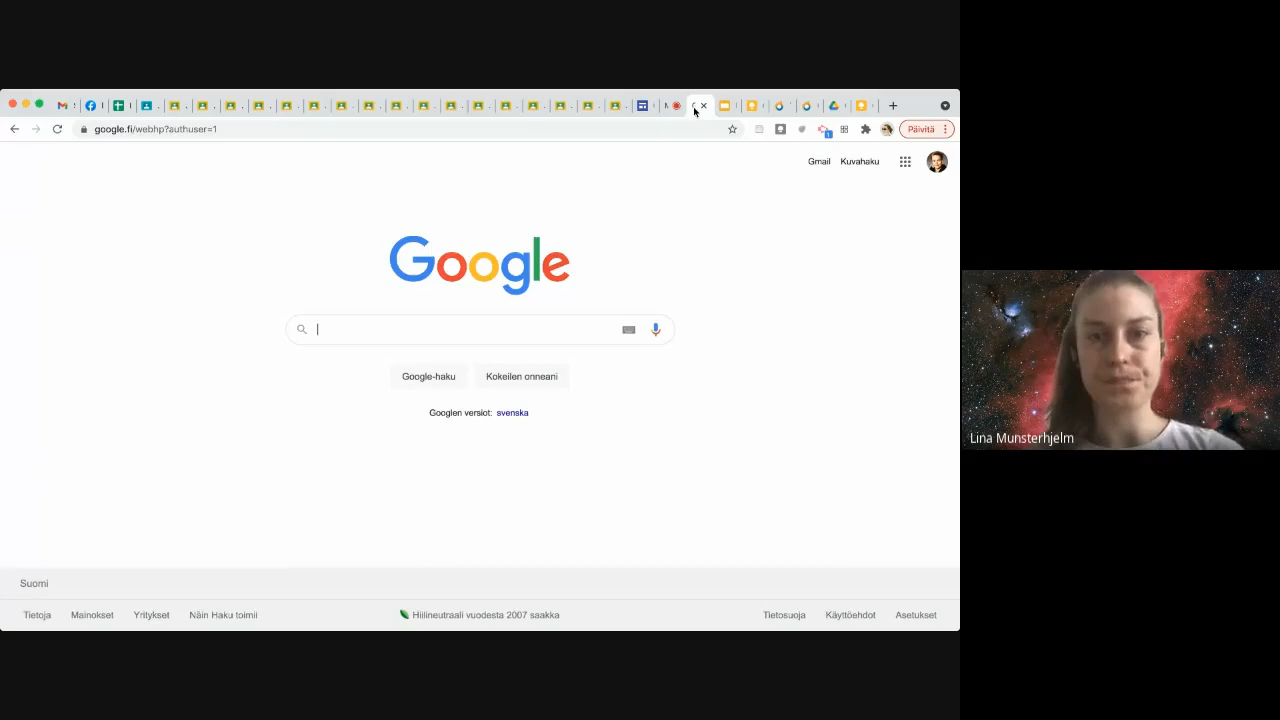 google.fi/webhp?authuser=1
Päivitä
1
Gmail
Kuvahaku
Google
Google-haku
Kokeilen onneani
Googlen versiot: svenska
Suomi
Tietoja
Mainokset
Yritykset
Näin Haku toimii
Hiilineutraali vuodesta 2007 saakka
Tietosuoja
Käyttöehdot
Asetukset
Lina Munsterhjelm